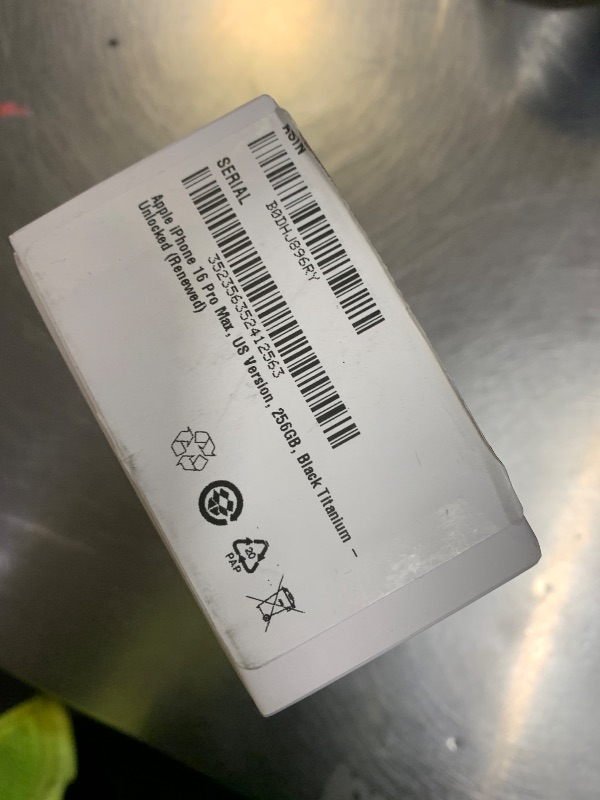 ASIN
B0DHJ896RY
SERIAL
352356352412563
Apple iPhone 16 Pro Max, US Version, 256GB, Black Titanium –
Unlocked (Renewed)
20
PAP